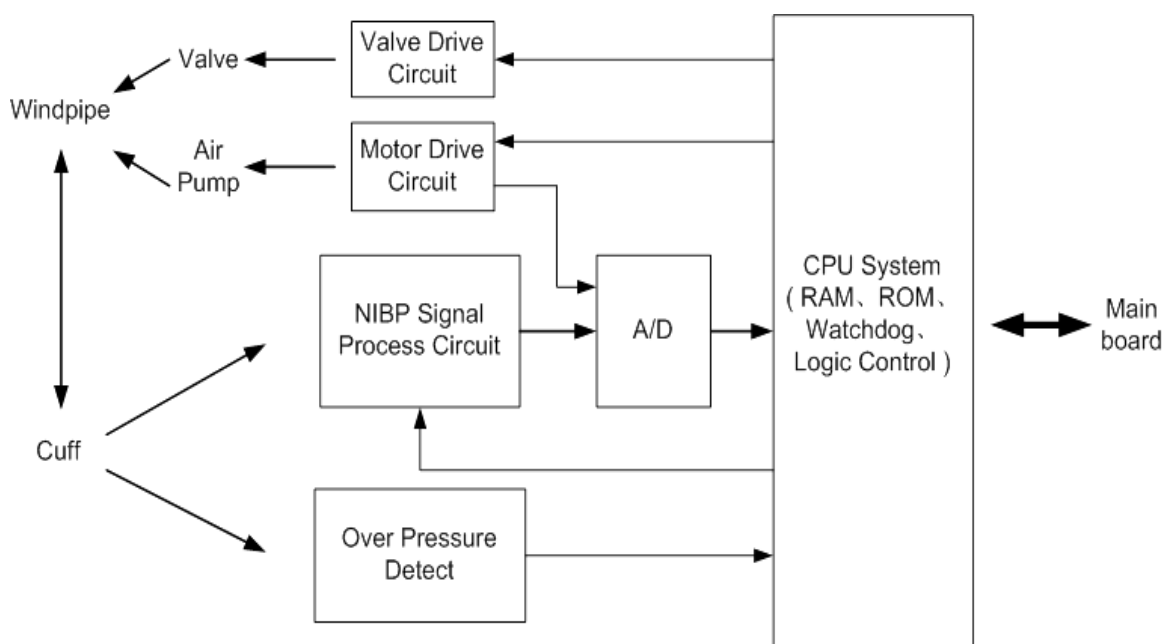 Valve Drive
Circuit
Valve
Windpipe
Air
Pump
Motor Drive
Circuit
NIBP Signal
Process Circuit
A/D
CPU System
( RAM、ROM、
Watchdog、
Logic Control )
Main
board
Cuff
Over Pressure
Detect